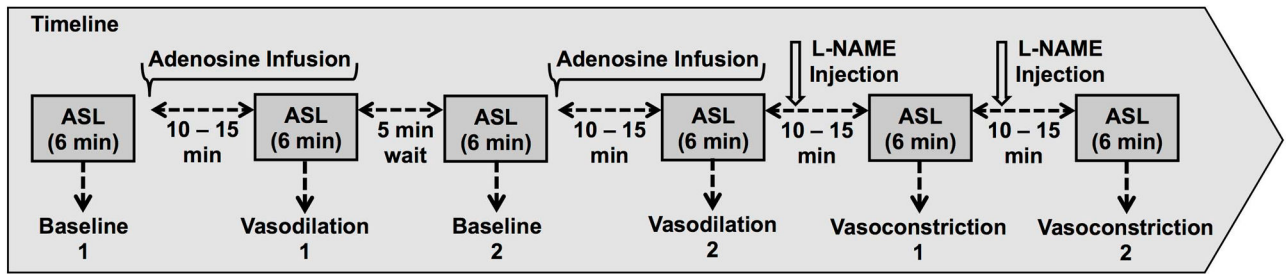 Timeline
Adenosine Infusion
Adenosine Infusion
L-NAME
Injection
L-NAME
Injection
ASL
(6 min)
10 – 15
min
ASL
(6 min)
5 min
wait
ASL
(6 min)
10 – 15
min
ASL
(6 min)
10 – 15
min
ASL
(6 min)
10 – 15
min
ASL
(6 min)
Baseline
1
Vasodilation
1
Baseline
2
Vasodilation
2
Vasoconstriction
1
Vasoconstriction
2